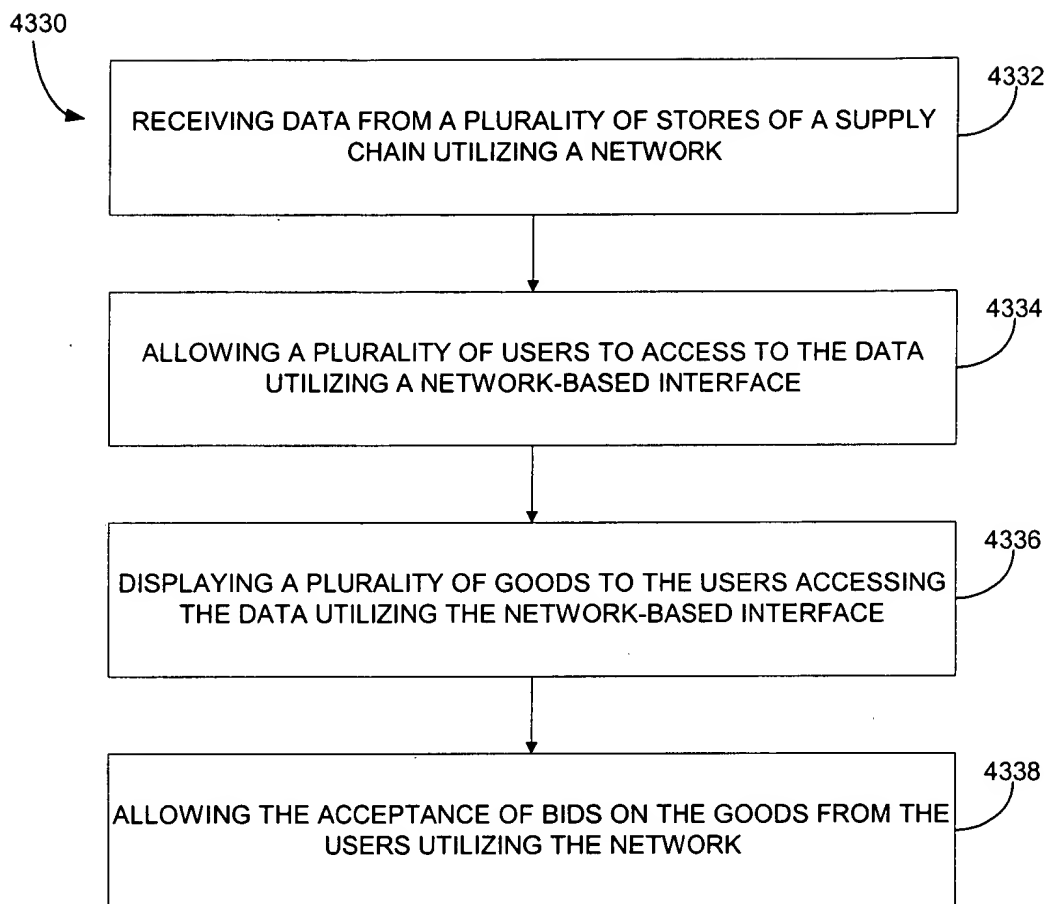 4330
4332
RECEIVING DATA FROM A PLURALITY OF STORES OF A SUPPLY
CHAIN UTILIZING A NETWORK
4334
ALLOWING A PLURALITY OF USERS TO ACCESS TO THE DATA
UTILIZING A NETWORK-BASED INTERFACE
4336
DISPLAYING A PLURALITY OF GOODS TO THE USERS ACCESSING
THE DATA UTILIZING THE NETWORK-BASED INTERFACE
4338
ALLOWING THE ACCEPTANCE OF BIDS ON THE GOODS FROM THE
USERS UTILIZING THE NETWORK